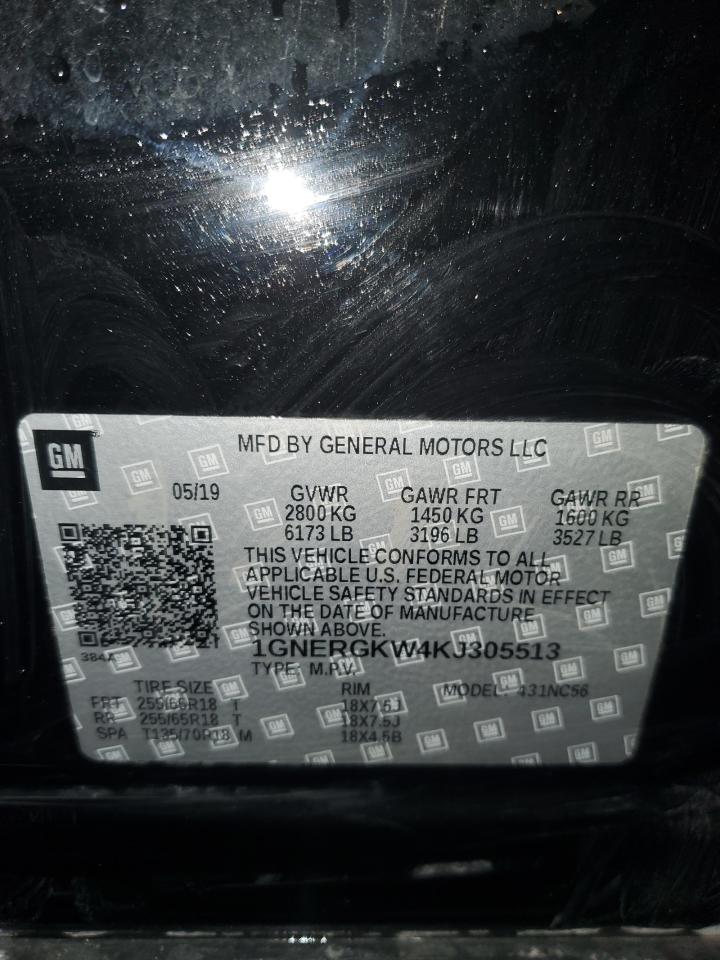 GM
MFD BY GENERAL MOTORS LLC
05/19
GVWR GAWR FRT GAWR RR
2800 KG 1450 KG 1600 KG
6173 LB 3196 LB 3527 LB
THIS VEHICLE CONFORMS TO ALL
APPLICABLE U.S. FEDERAL MOTOR
VEHICLE SAFETY STANDARDS IN EFFECT
ON THE DATE OF MANUFACTURE
SHOWN ABOVE.
1GNERGKW4KJ305513
TYPE: M.P.V.
TIRE SIZE RIM MODEL: 431NC56
FRT 255/65R18 T 18X7.5J
RR 255/65R18 T 18X7.5J
SPA T135/70R18 M 18X4.5B